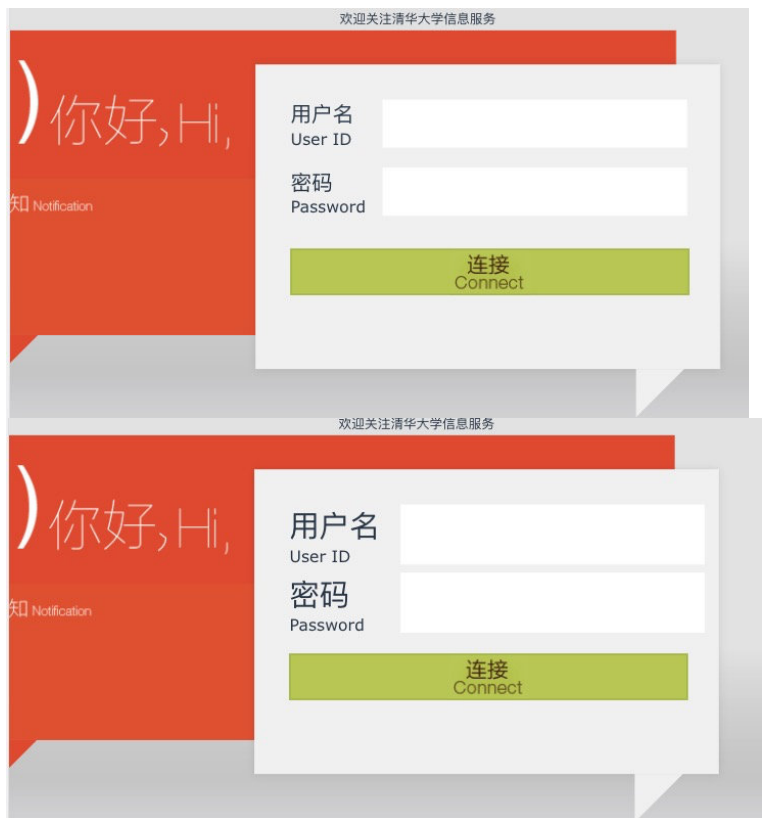 欢迎关注清华大学信息服务
)你好,Hi,
知 Notification
用户名
User ID
密码
Password
连接
Connect
欢迎关注清华大学信息服务
)你好,Hi,
知 Notification
用户名
User ID
密码
Password
连接
Connect